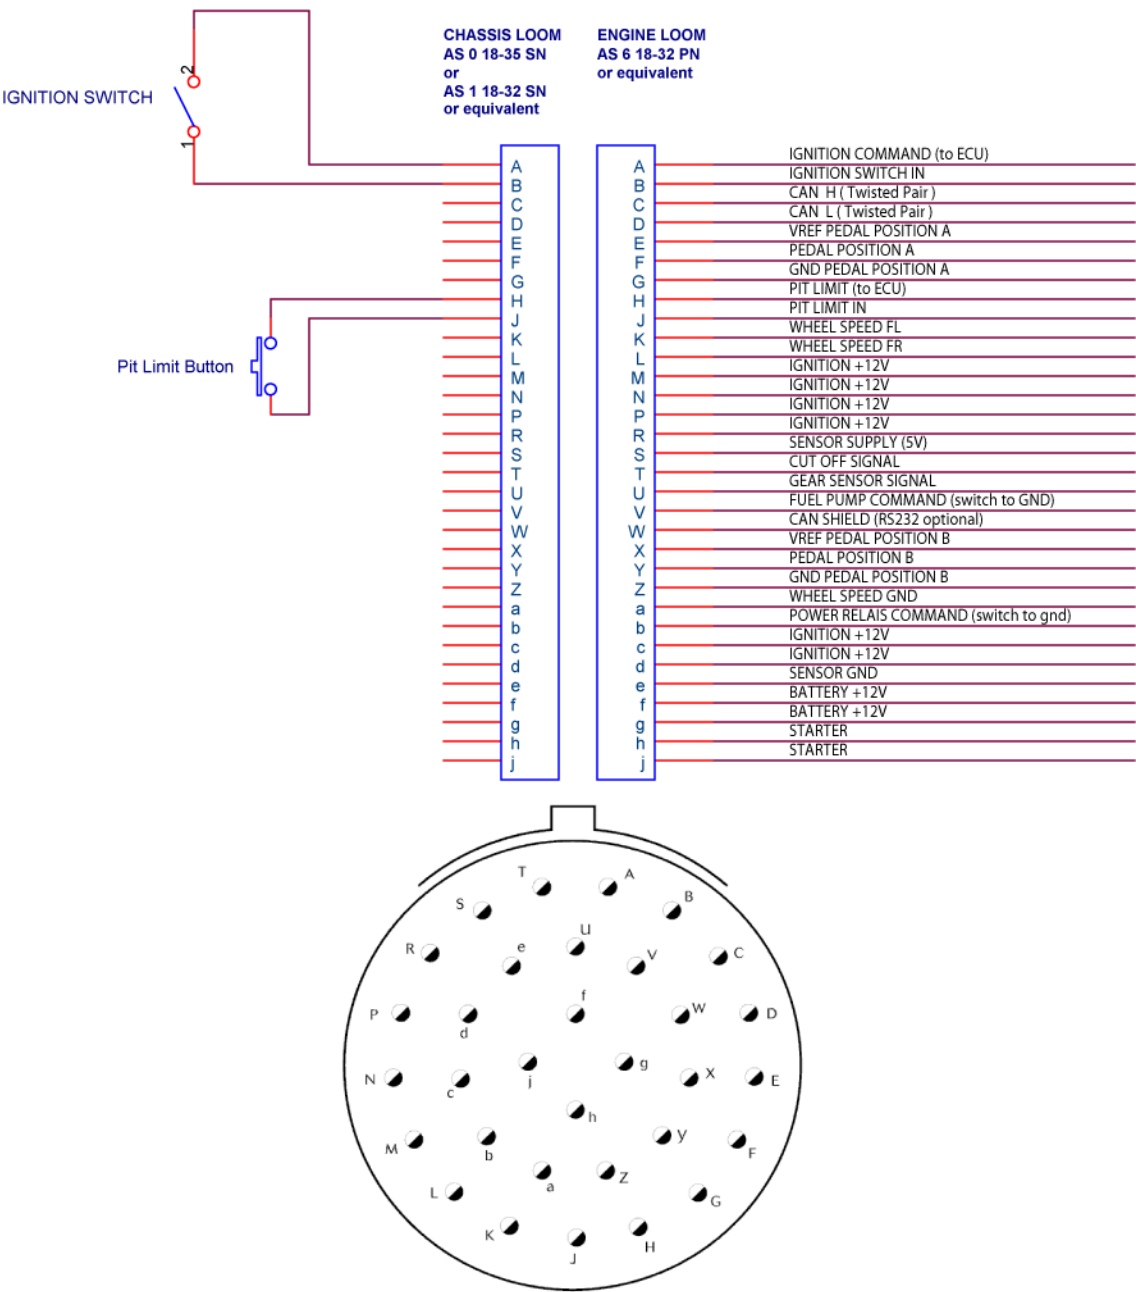 CHASSIS LOOM
AS 0 18-35 SN
or
AS 1 18-32 SN
or equivalent
ENGINE LOOM
AS 6 18-32 PN
or equivalent
2
IGNITION SWITCH
1
Pit Limit Button
A
B
C
D
E
F
G
H
J
K
L
M
N
P
R
S
T
U
V
W
X
Y
Z
a
b
c
d
e
f
g
h
j
A IGNITION COMMAND (to ECU)
B IGNITION SWITCH IN
C CAN H ( Twisted Pair )
D CAN L ( Twisted Pair )
E VREF PEDAL POSITION A
F PEDAL POSITION A
G GND PEDAL POSITION A
H PIT LIMIT (to ECU)
J PIT LIMIT IN
K WHEEL SPEED FL
L WHEEL SPEED FR
M IGNITION +12V
N IGNITION +12V
P IGNITION +12V
R IGNITION +12V
S SENSOR SUPPLY (5V)
T CUT OFF SIGNAL
U GEAR SENSOR SIGNAL
V FUEL PUMP COMMAND (switch to GND)
W CAN SHIELD (RS232 optional)
X VREF PEDAL POSITION B
Y PEDAL POSITION B
Z GND PEDAL POSITION B
a WHEEL SPEED GND
b POWER RELAIS COMMAND (switch to gnd)
c IGNITION +12V
d IGNITION +12V
e SENSOR GND
f BATTERY +12V
g BATTERY +12V
h STARTER
j STARTER
T A
S B
U
R e V C
f
P d W D
N c j g X E
h
M b y F
a Z
L G
K H
J